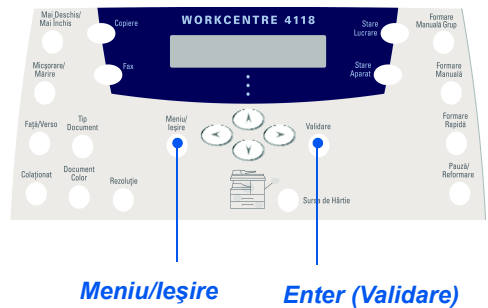 WORKCENTRE 4118
Mai Deschis/
Mai Închis
Copiere
Stare
Lucrare
Formare
Manuală Grup
Micşorare/
Mărire
Fax
Stare
Aparat
Formare
Manuală
Faţă/Verso
Tip
Document
Meniu/
Ieşire
Validare
Formare
Rapidă
Colaţionat
Document
Color
Rezoluţie
Sursa de Hârtie
Pauză/
Reformare
Meniu/Ieşire
Enter (Validare)